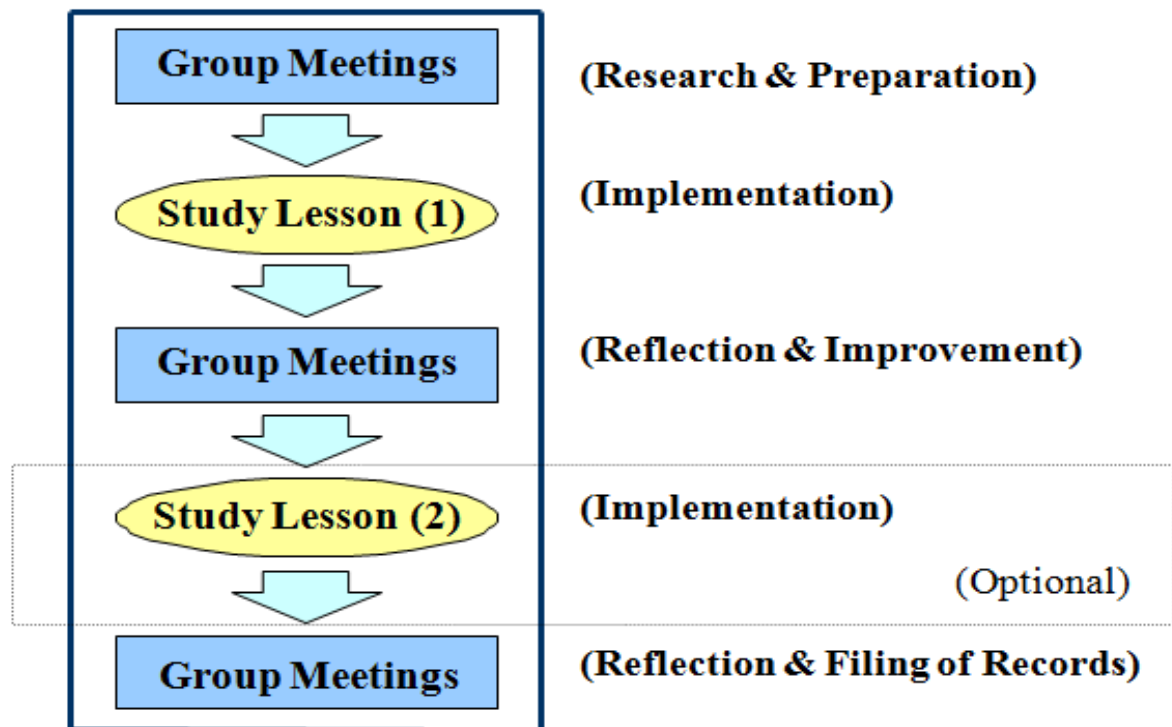 Group Meetings
(Research & Preparation)
Study Lesson (1)
(Implementation)
Group Meetings
(Reflection & Improvement)
Study Lesson (2)
(Implementation)
(Optional)
Group Meetings
(Reflection & Filing of Records)